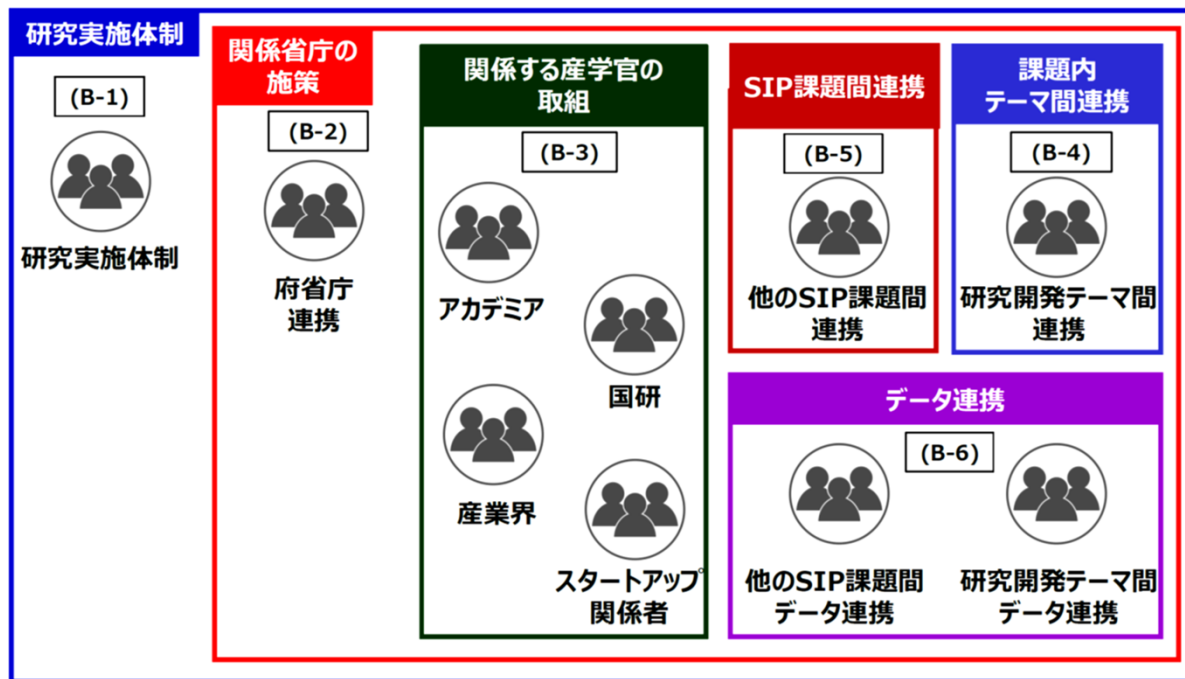 研究実施体制
(B-1)
研究実施体制
関係省庁の
施策
(B-2)
府省庁
連携
関係する産学官の
取組
(B-3)
アカデミア
国研
産業界
スタートアップ
関係者
SIP課題間連携
(B-5)
他のSIP課題間
連携
課題内
テーマ間連携
(B-4)
研究開発テーマ間
連携
データ連携
(B-6)
他のSIP課題間
データ連携
研究開発テーマ間
データ連携